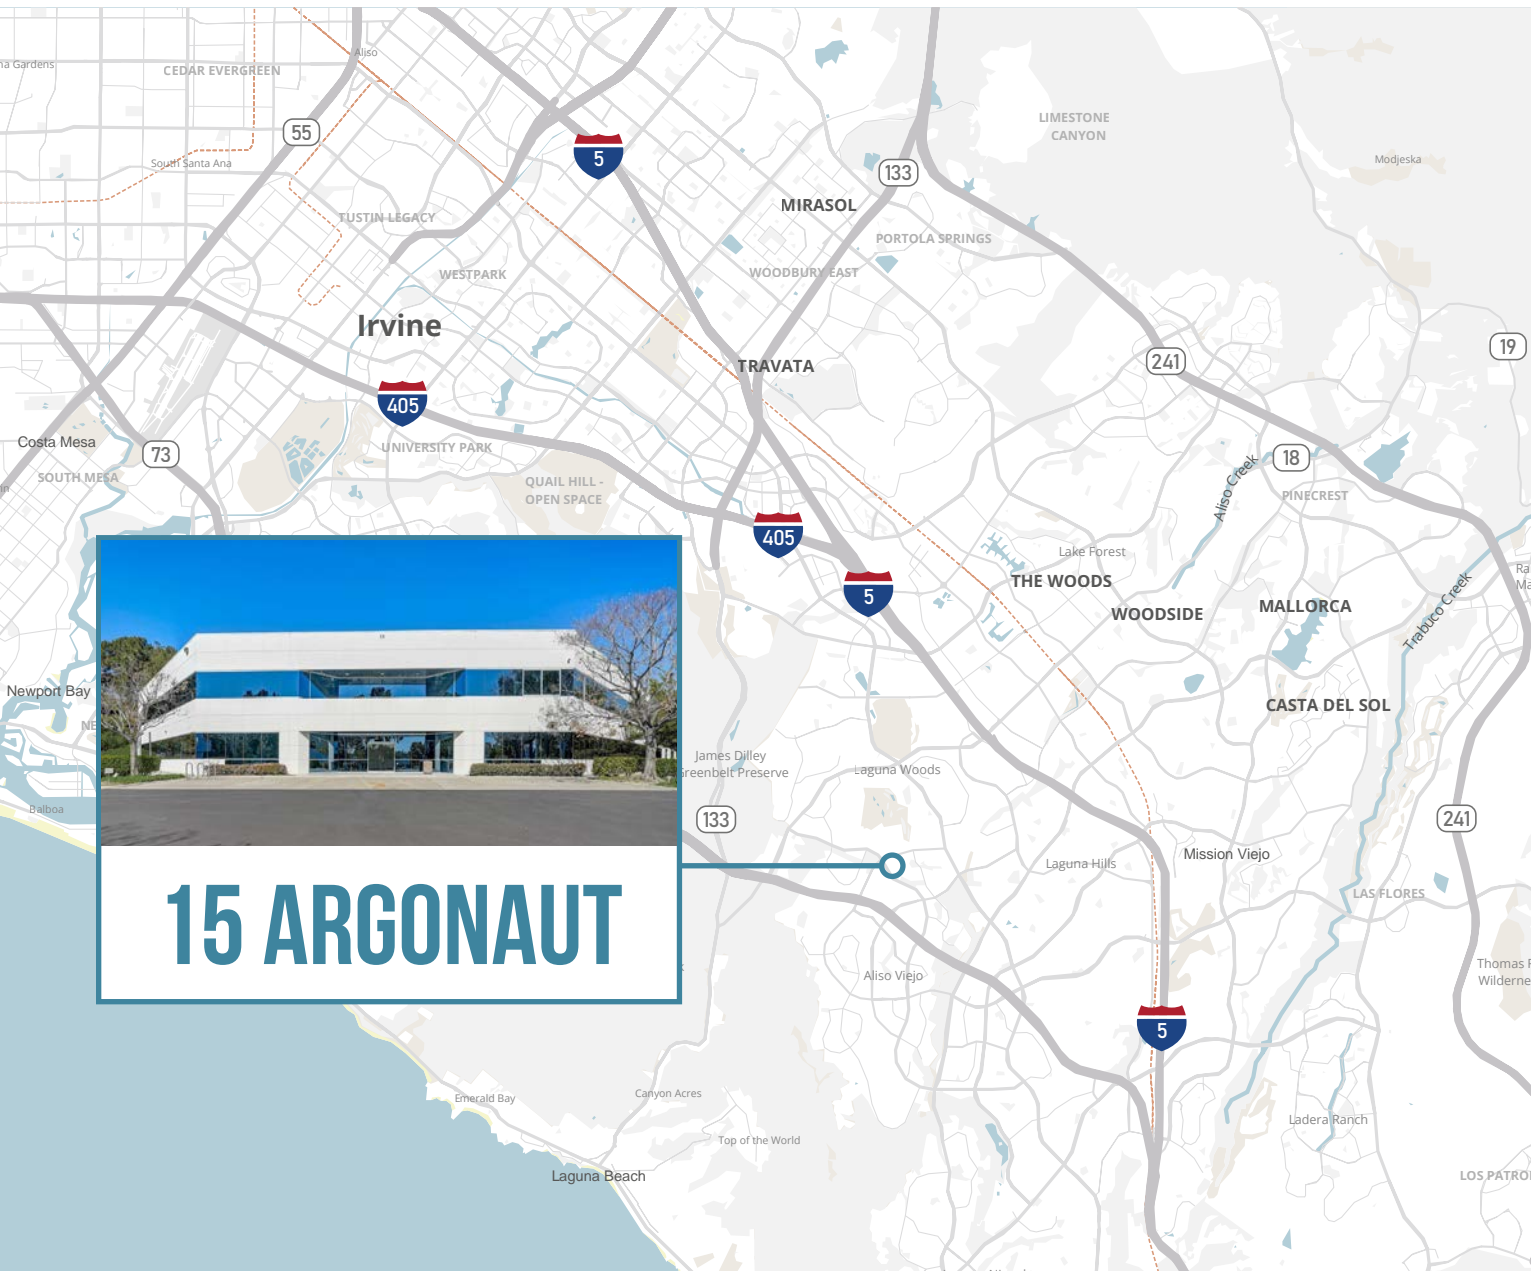 na Gardens
Aliso
CEDAR EVERGREEN
55
South Santa Ana
5
LIMESTONE
CANYON
Modjeska
133
MIRASOL
TUSTIN LEGACY
PORTOLA SPRINGS
WESTPARK
WOODBURY EAST
Irvine
TRAVATA
19
241
405
Costa Mesa
73
UNIVERSITY PARK
SOUTH MESA
QUAIL HILL -
OPEN SPACE
18
Aliso Creek
PINECREST
405
Lake Forest
THE WOODS
5
WOODSIDE
MALLORCA
Trabuco Creek
Newport Bay
CASTA DEL SOL
James Dilley
Greenbelt Preserve
Laguna Woods
Balboa
133
241
Laguna Hills
Mission Viejo
LAS FLORES
15 ARGONAUT
Aliso Viejo
Thomas
Wilderne
5
Emerald Bay
Canyon Acres
Ladera Ranch
Top of the World
Laguna Beach
LOS PATRO